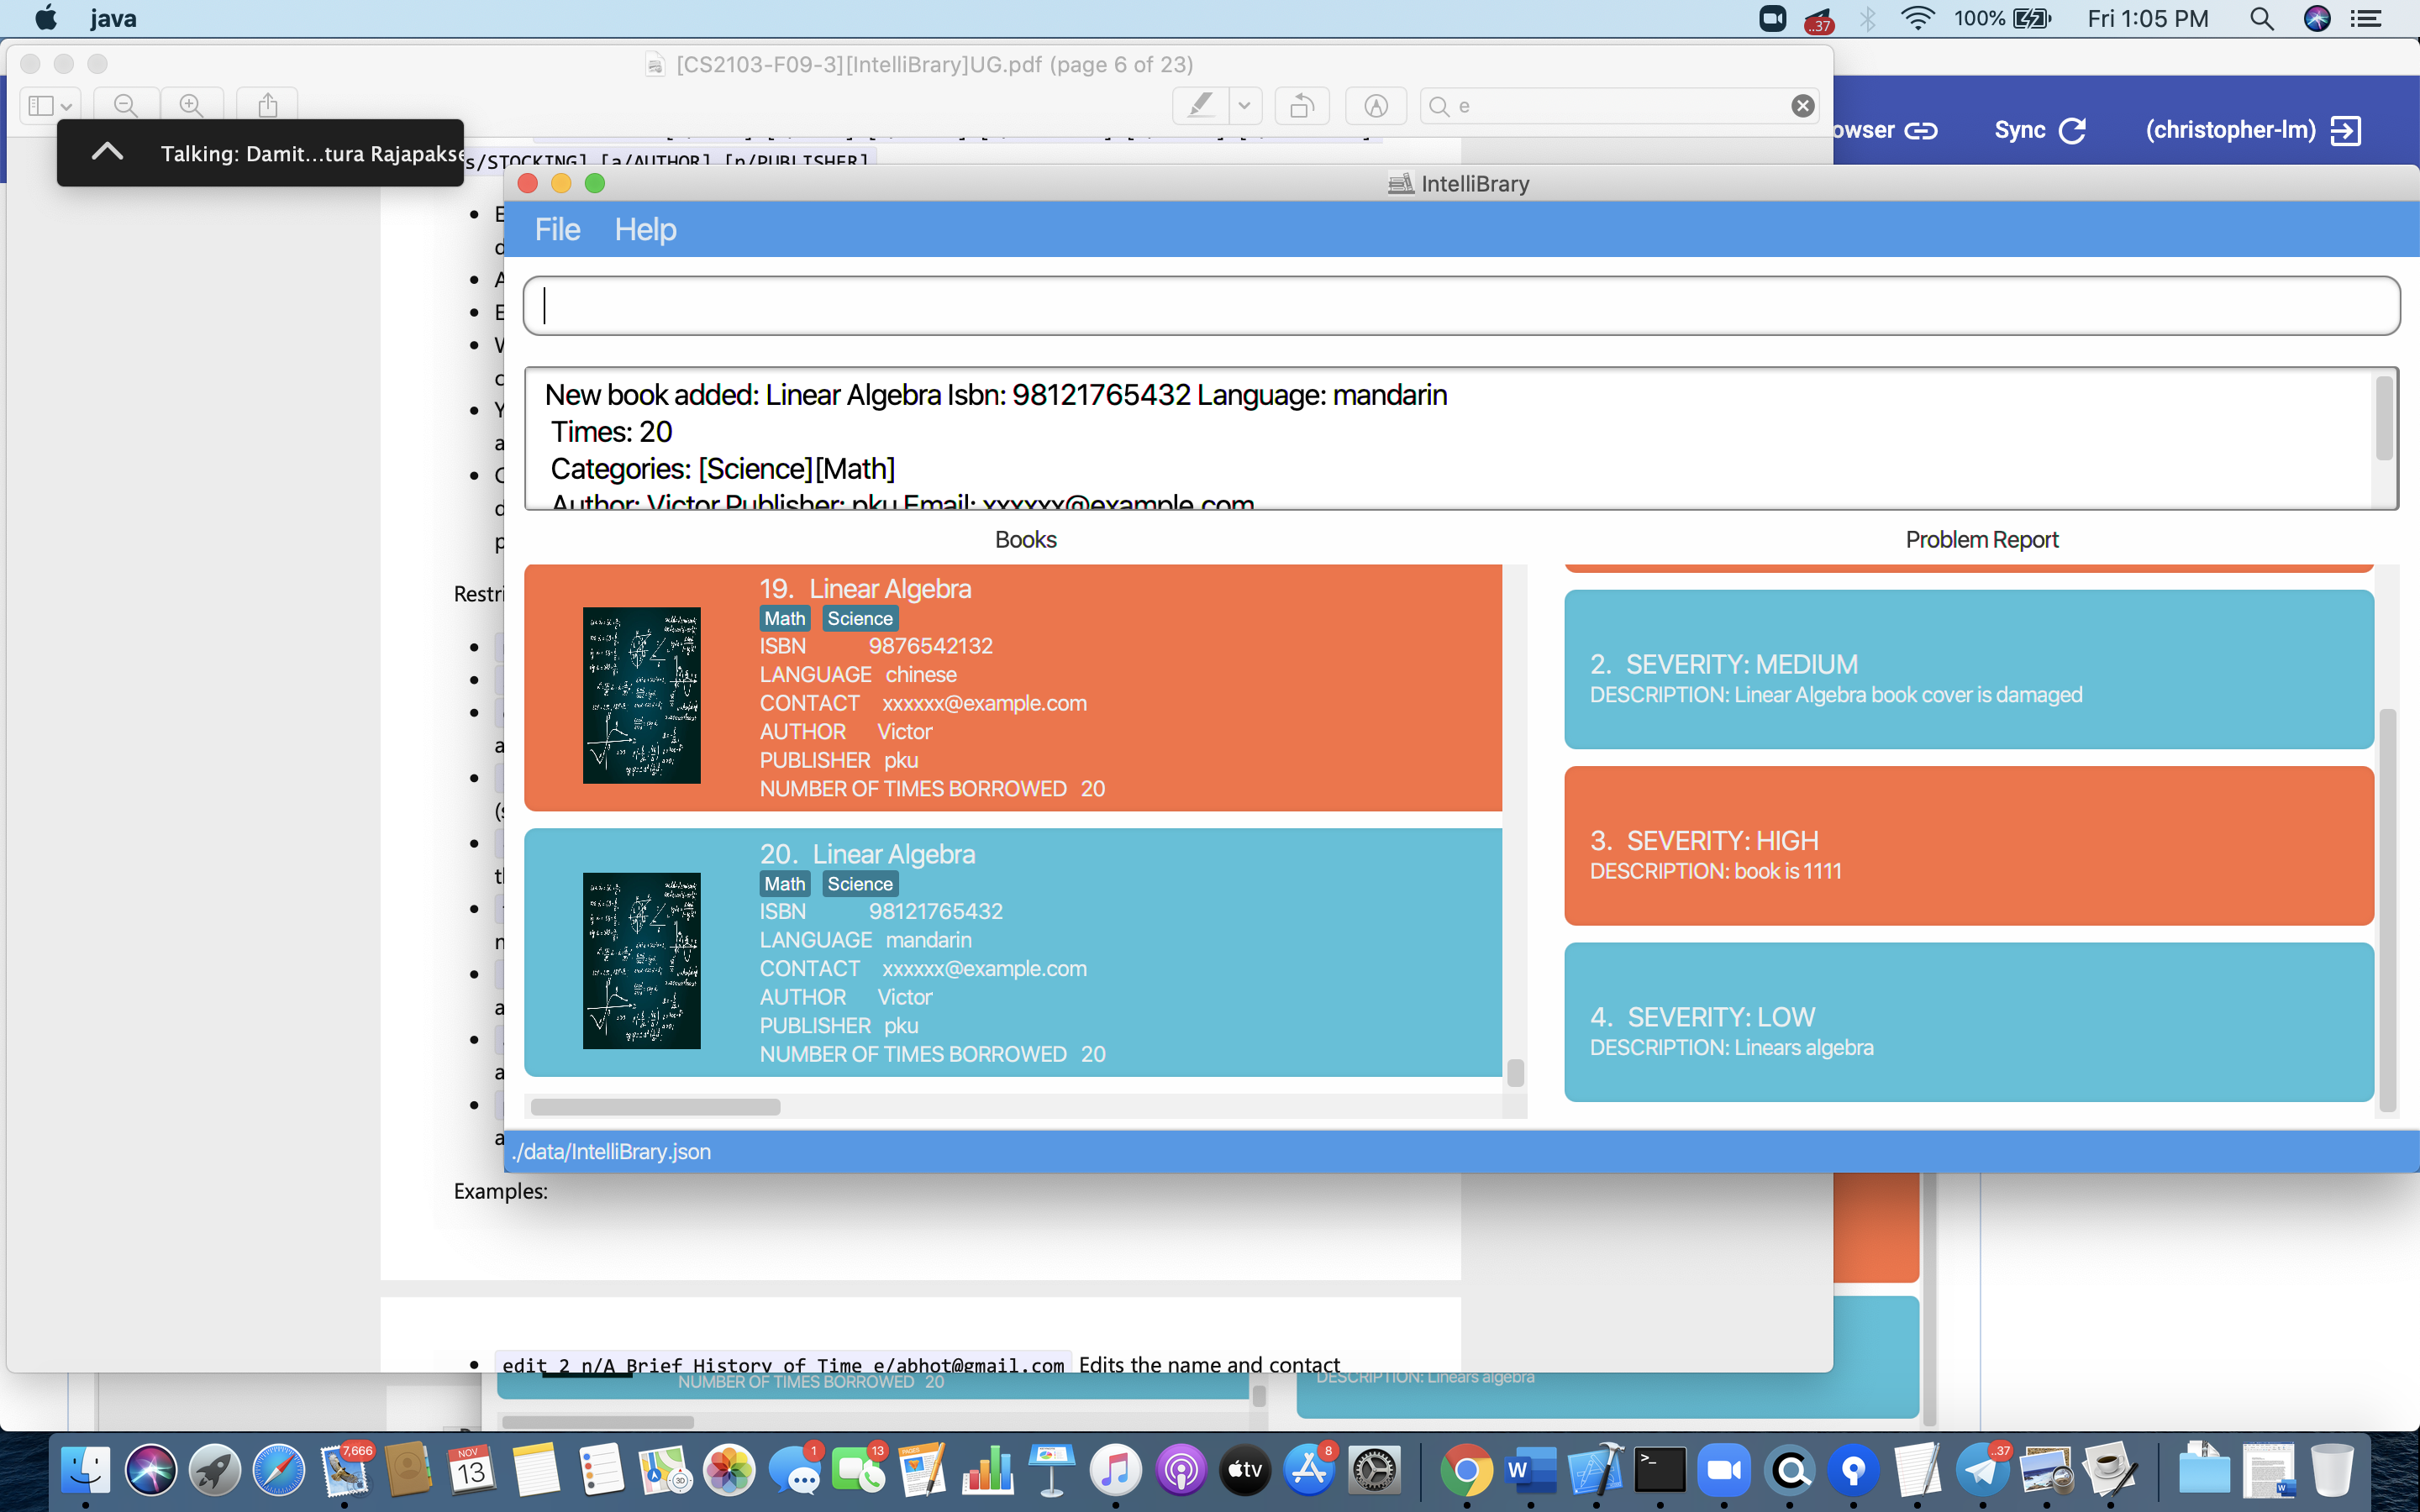 java
..37
100%
Fri 1:05 PM
[CS2103-F09-3][IntelliBrary]UG.pdf (page 6 of 23)
e
owser
Sync
(christopher-lm)
Talking: Damit...tura Rajapakse
s/STOCKING] [a/AUTHOR] [n/PUBLISHER]
IntelliBrary
File Help
New book added: Linear Algebra Isbn: 98121765432 Language: mandarin
Times: 20
Categories: [Science][Math]
Author: Victor Publisher: pku Email: xxxxxx@example.com
Books
Problem Report
19. Linear Algebra
Math Science
ISBN 9876542132
LANGUAGE chinese
CONTACT xxxxxx@example.com
AUTHOR Victor
PUBLISHER pku
NUMBER OF TIMES BORROWED 20
20. Linear Algebra
Math Science
ISBN 98121765432
LANGUAGE mandarin
CONTACT xxxxxx@example.com
AUTHOR Victor
PUBLISHER pku
NUMBER OF TIMES BORROWED 20
2. SEVERITY: MEDIUM
DESCRIPTION: Linear Algebra book cover is damaged
3. SEVERITY: HIGH
DESCRIPTION: book is 1111
4. SEVERITY: LOW
DESCRIPTION: Linears algebra
./data/IntelliBrary.json
Restri
Examples:
edit 2 n/A Brief History of Time e/abhot@gmail.com Edits the name and contact
NUMBER OF TIMES BORROWED 20
DESCRIPTION: Linears algebra
7,666
NOV
13
3D
1
13
PAGES
tv
8
W
..37
W